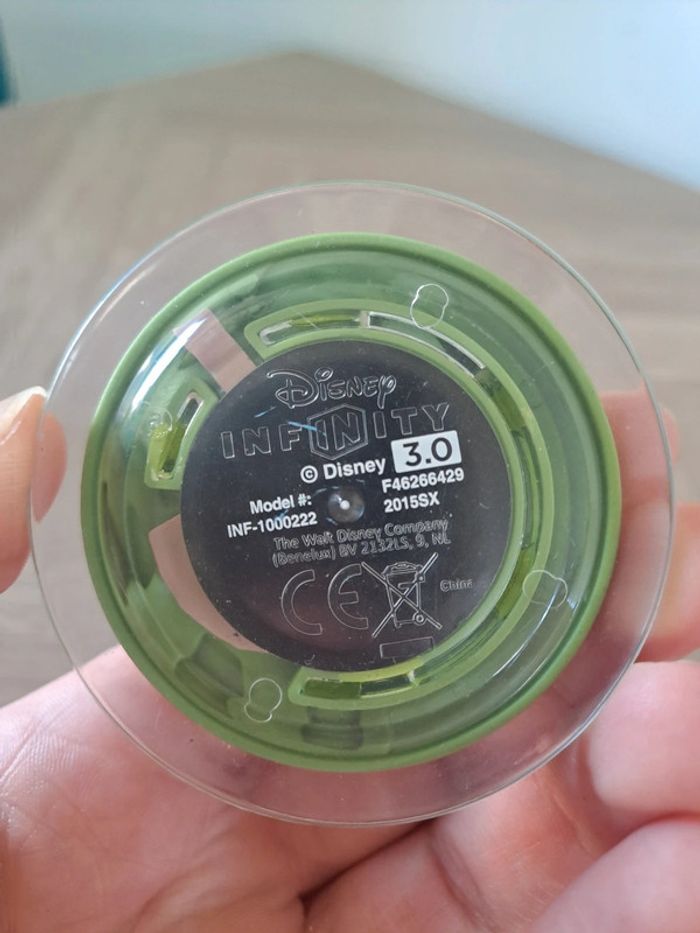 Disney
INFINITY
© Disney 3.0
Model #: F46266429
INF-1000222 2015SX
The Walt Disney Company
(Benelux) BV 2132LS, 9, NL
CE China